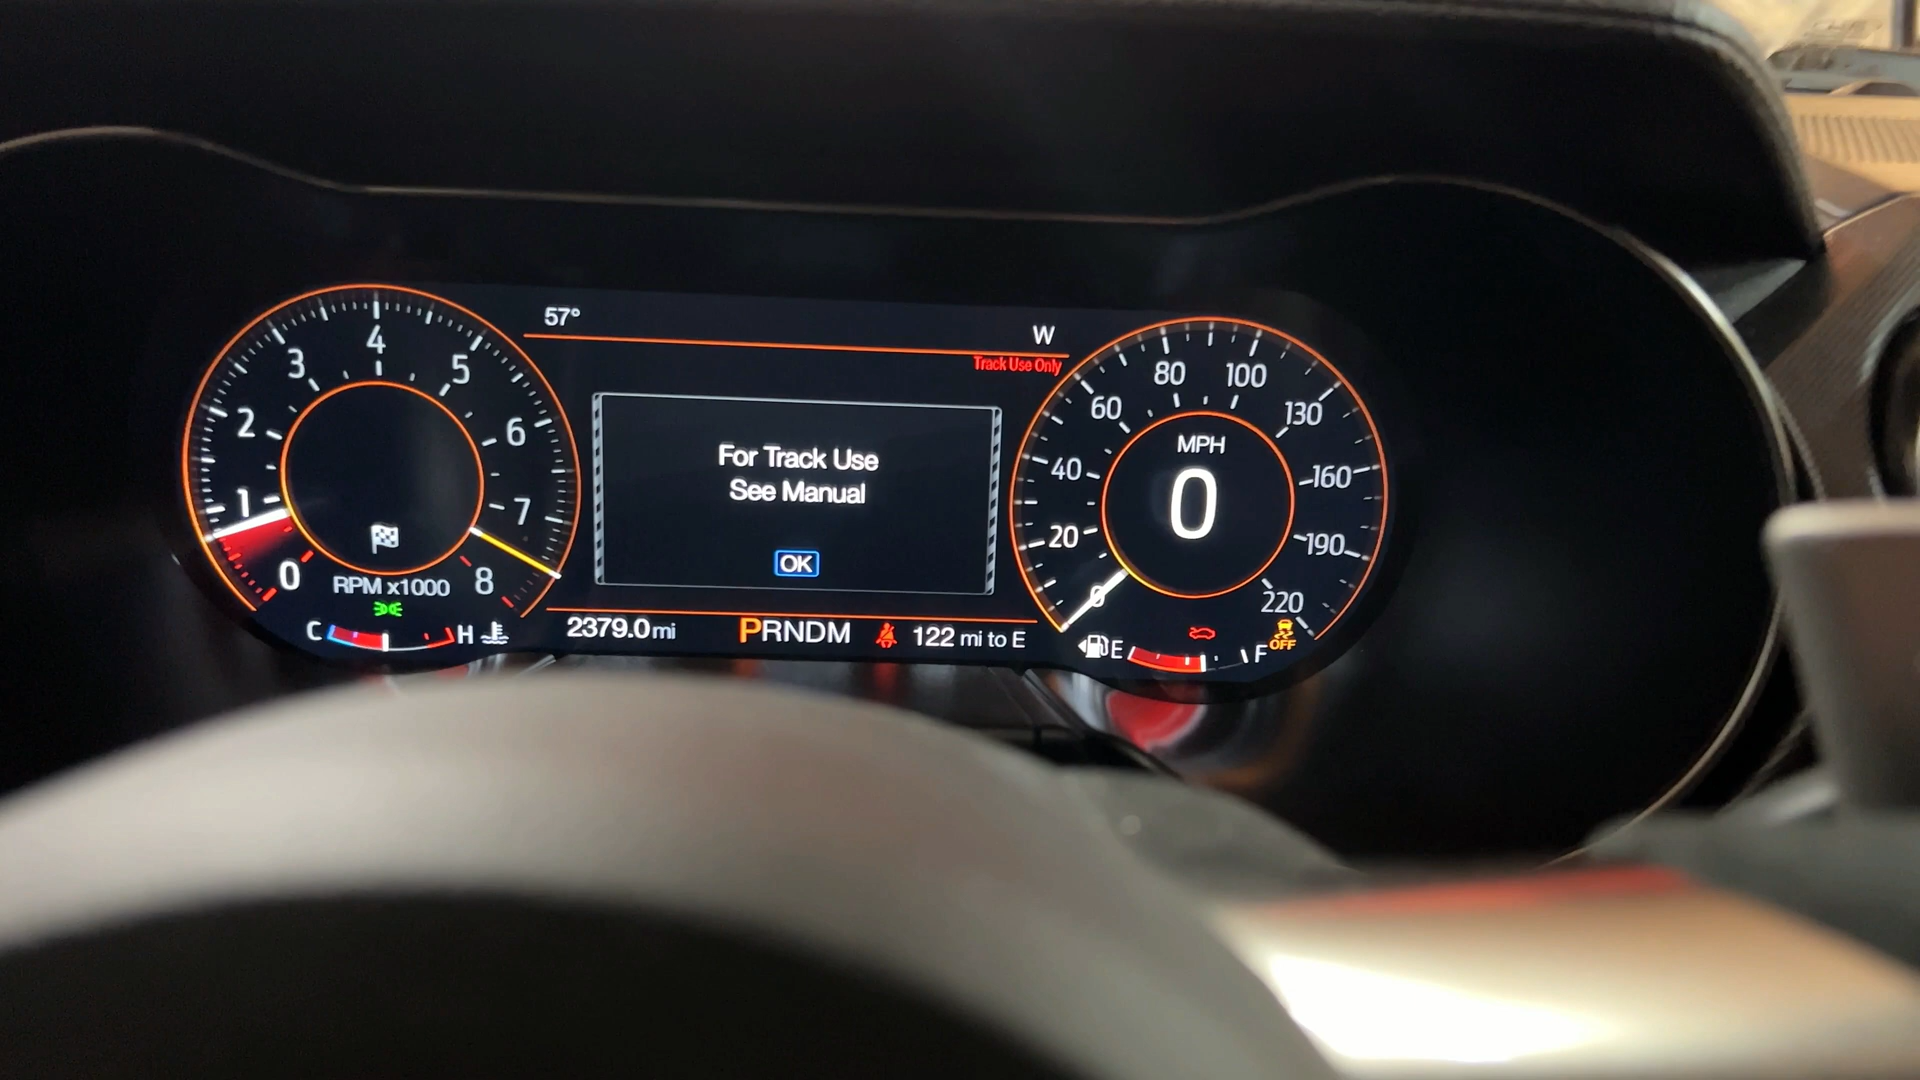 57°
W
Track Use Only
For Track Use
See Manual
OK
0
1
2
3
4
5
6
7
8
RPM x1000
C
H
2379.0 mi
PRNDM
122 mi to E
0
20
40
60
80
100
130
160
190
220
MPH
0
E
F
OFF